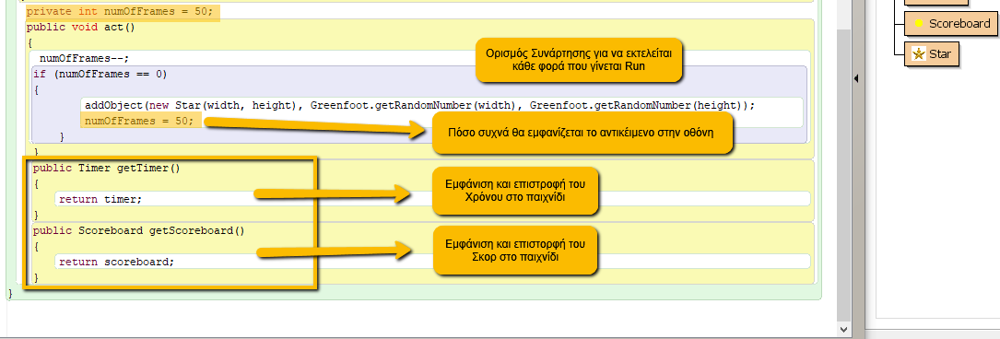 private int numOfFrames = 50;
public void act()
{
numOfFrames--;
if (numOfFrames == 0)
{
addObject(new Star(width, height), Greenfoot.getRandomNumber(width), Greenfoot.getRandomNumber(height));
numOfFrames = 50;
}
}
public Timer getTimer()
{
return timer;
}
public Scoreboard getScoreboard()
{
return scoreboard;
}
}
Ορισμός Συνάρτησης για να εκτελείται
κάθε φορά που γίνεται Run
Πόσο συχνά θα εμφανίζεται το αντικείμενο στην οθόνη
Εμφάνιση και επιστροφή του
Χρόνου στο παιχνίδι
Εμφάνιση και επιστορφή του
Σκορ στο παιχνίδι
Scoreboard
Star